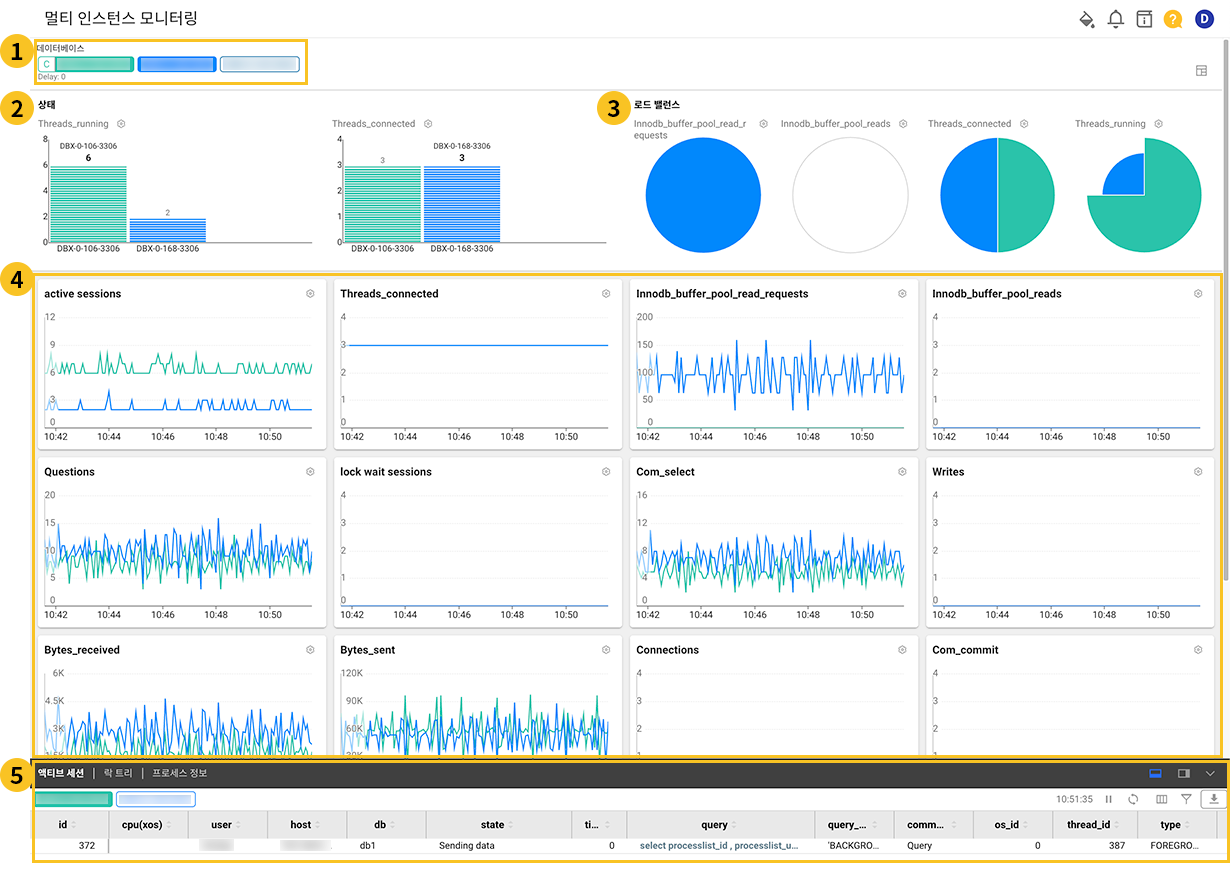 멀티 인스턴스 모니터링
? D
1 데이터베이스
C
Delay: 0
2 상태
Threads_running
Threads_connected
8
6
4
2
0
DBX-0-106-3306
6
2
DBX-0-106-3306 DBX-0-168-3306
4
3
2
1
0
DBX-0-168-3306
3
3
DBX-0-106-3306 DBX-0-168-3306
3 로드 밸런스
Innodb_buffer_pool_read_r
equests
Innodb_buffer_pool_reads
Threads_connected
Threads_running
4
active sessions
12
9
6
3
0
10:42 10:44 10:46 10:48 10:50
Threads_connected
4
3
2
1
0
10:42 10:44 10:46 10:48 10:50
Innodb_buffer_pool_read_requests
200
150
100
50
0
10:42 10:44 10:46 10:48 10:50
Innodb_buffer_pool_reads
4
3
2
1
0
10:42 10:44 10:46 10:48 10:50
Questions
20
15
10
5
0
10:42 10:44 10:46 10:48 10:50
lock wait sessions
4
3
2
1
0
10:42 10:44 10:46 10:48 10:50
Com_select
16
12
8
4
0
10:42 10:44 10:46 10:48 10:50
Writes
4
3
2
1
0
10:42 10:44 10:46 10:48 10:50
Bytes_received
6K
4.5K
3K
Bytes_sent
120K
90K
60K
Connections
4
3
2
1
Com_commit
4
3
2
1
5 액티브 세션 | 락 트리 | 프로세스 정보
10:51:35
id cpu(xos) user host db state ti... query query_... comm... os_id thread_id type
372 db1 Sending data 0 select processlist_id , processlist_u... 'BACKGRO... Query 0 387 FOREGRO...